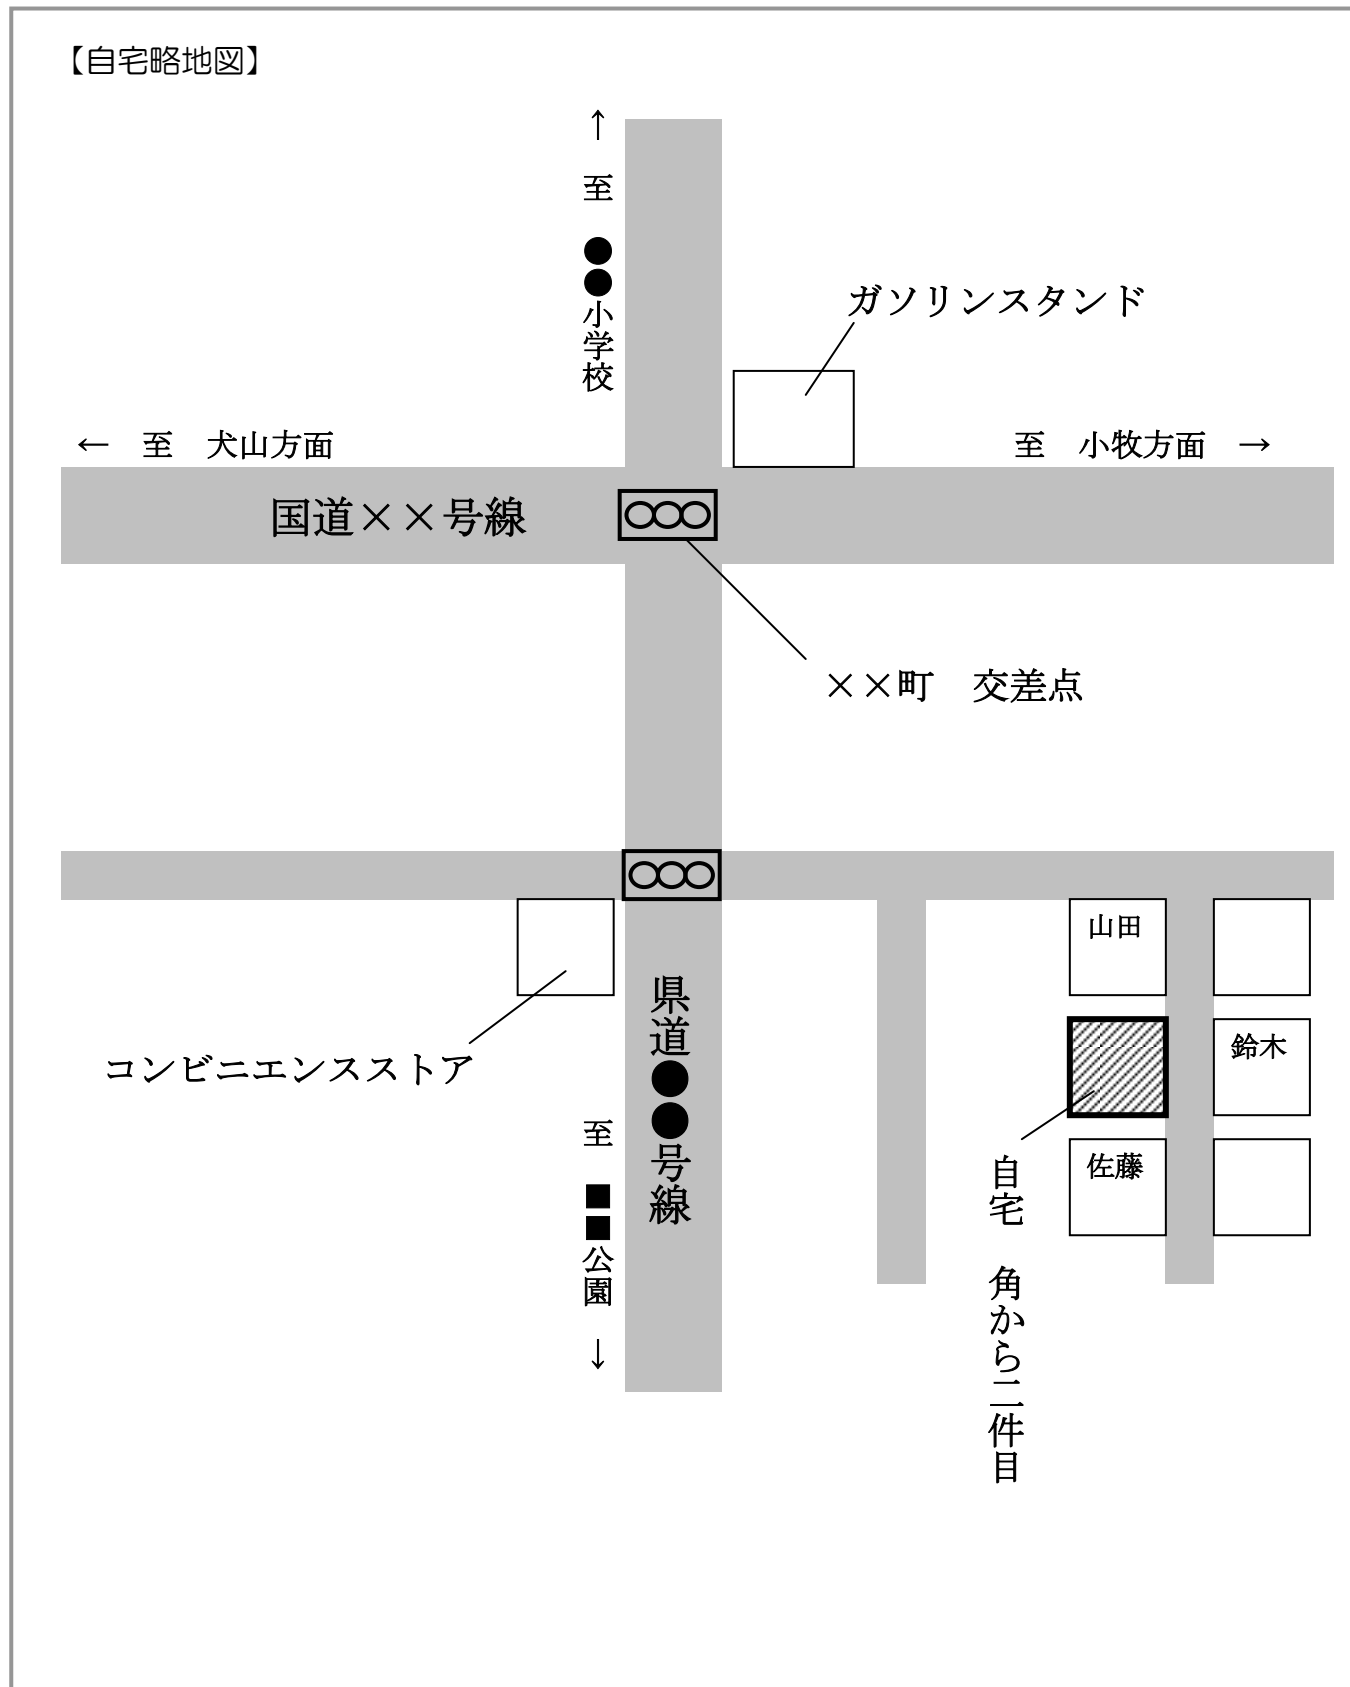 【自宅略地図】
↑　至　●●小学校
ガソリンスタンド
←　至　犬山方面
至　小牧方面　→
国道××号線
××町　交差点
山田
コンビニエンスストア
県道●●号線
鈴木
至　■■公園　↓
佐藤
自宅　角から二件目